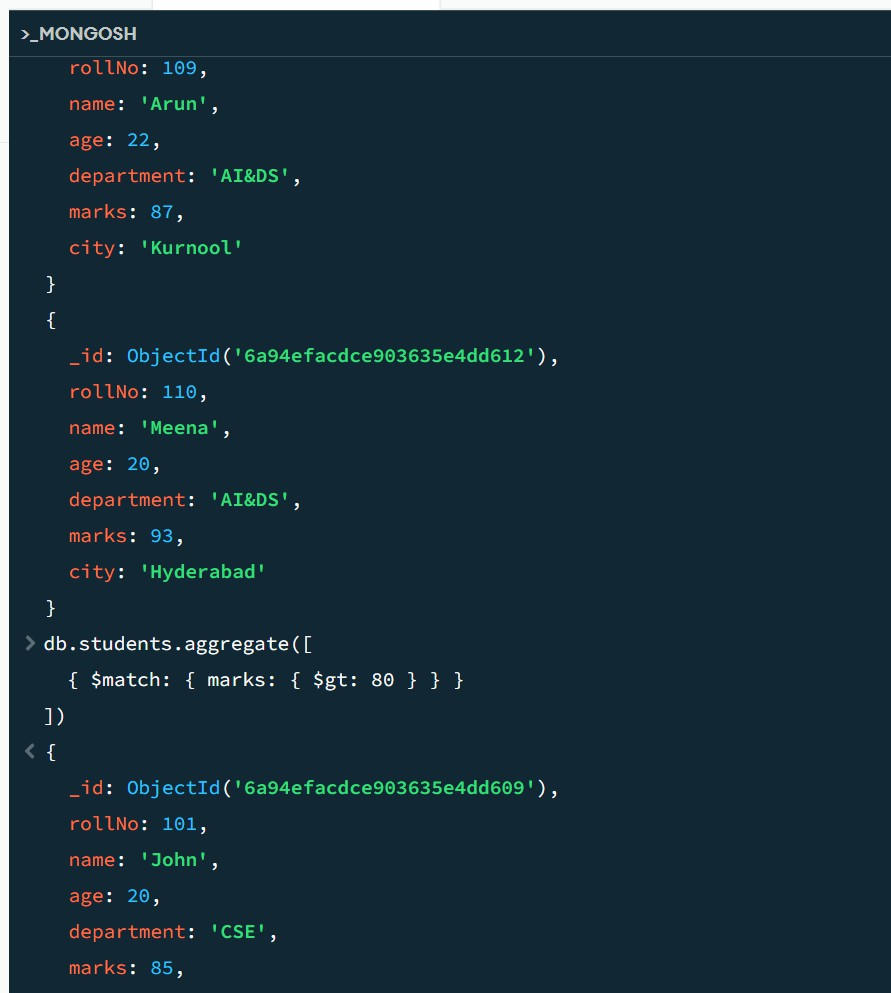 >_MONGOSH
rollNo: 109,
name: 'Arun',
age: 22,
department: 'AI&DS',
marks: 87,
city: 'Kurnool'
}
{
_id: ObjectId('6a94efacdce903635e4dd612'),
rollNo: 110,
name: 'Meena',
age: 20,
department: 'AI&DS',
marks: 93,
city: 'Hyderabad'
}
> db.students.aggregate([
{ $match: { marks: { $gt: 80 } } }
])
< {
_id: ObjectId('6a94efacdce903635e4dd609'),
rollNo: 101,
name: 'John',
age: 20,
department: 'CSE',
marks: 85,